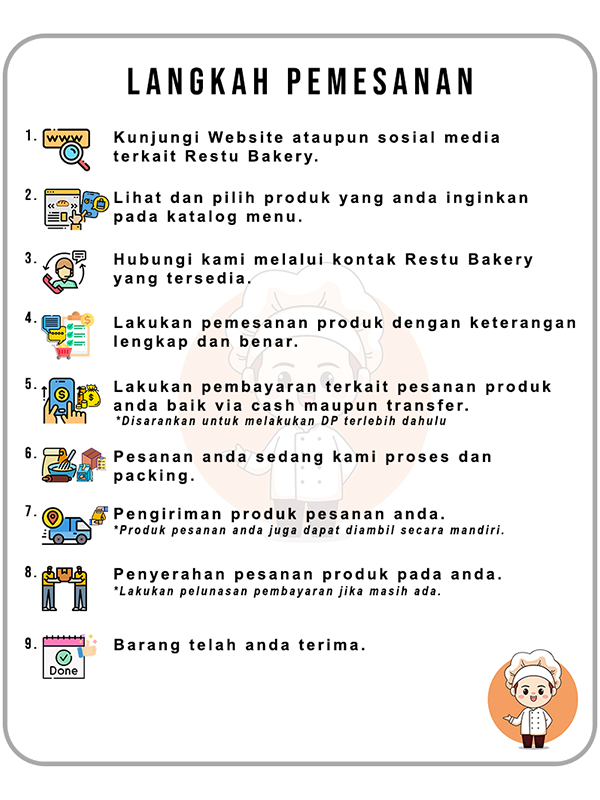 LANGKAH PEMESANAN
1.
www
Kunjungi Website ataupun sosial media
terkait Restu Bakery.
2.
Lihat dan pilih produk yang anda inginkan
pada katalog menu.
3.
Hubungi kami melalui kontak Restu Bakery
yang tersedia.
4.
Lakukan pemesanan produk dengan keterangan
lengkap dan benar.
5.
Lakukan pembayaran terkait pesanan produk
anda baik via cash maupun transfer.
*Disarankan untuk melakukan DP terlebih dahulu
6.
Pesanan anda sedang kami proses dan
packing.
7.
Pengiriman produk pesanan anda.
*Produk pesanan anda juga dapat diambil secara mandiri.
8.
Penyerahan pesanan produk pada anda.
*Lakukan pelunasan pembayaran jika masih ada.
9.
Barang telah anda terima.
Done